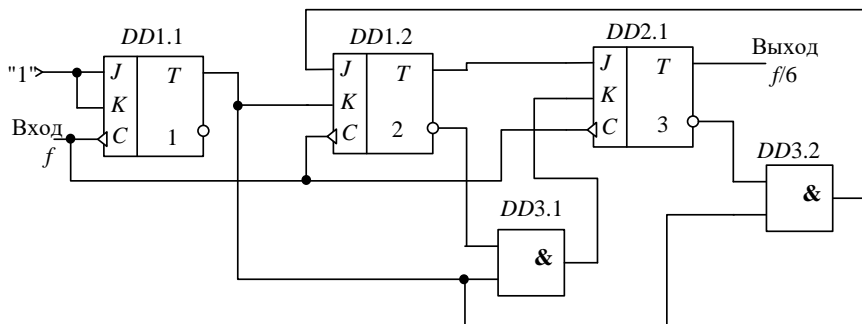 DD1.1
DD1.2
DD2.1
"1"
J
T
K
C
1
Вход
f
J
T
K
C
2
J
T
K
C
3
Выход
f/6
DD3.1
&
DD3.2
&